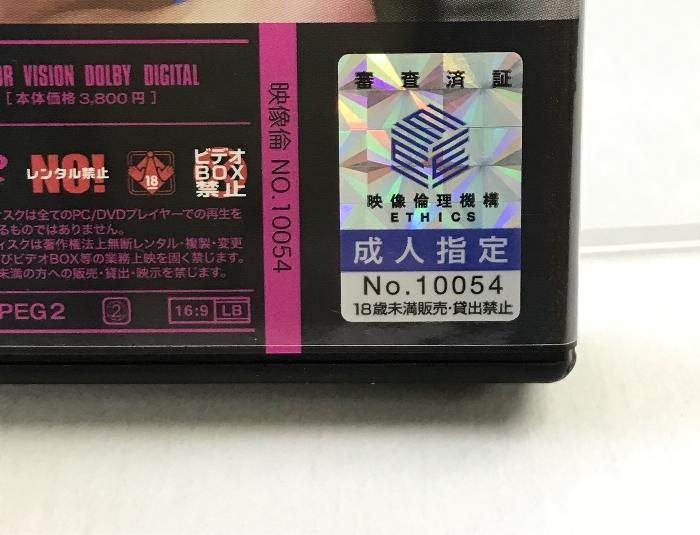 UR VISION DOLBY DIGITAL
[本体価格3,800円]
レンタル禁止
NO!
18
ビデオ
BOX
禁止
ィスクは全てのPC/DVDプレイヤーでの再生を
るものではありません。
ィスクは著作権法上無断レンタル・複製・変更
びビデオBOX等の業務上映を固く禁じます。
未満の方への販売・貸出・映示を禁じます。
PEG2
2
16:9 LB
映像倫 NO.10054
審査済証
映像倫理機構
ETHICS
成人指定
No.10054
18歳未満販売・貸出禁止